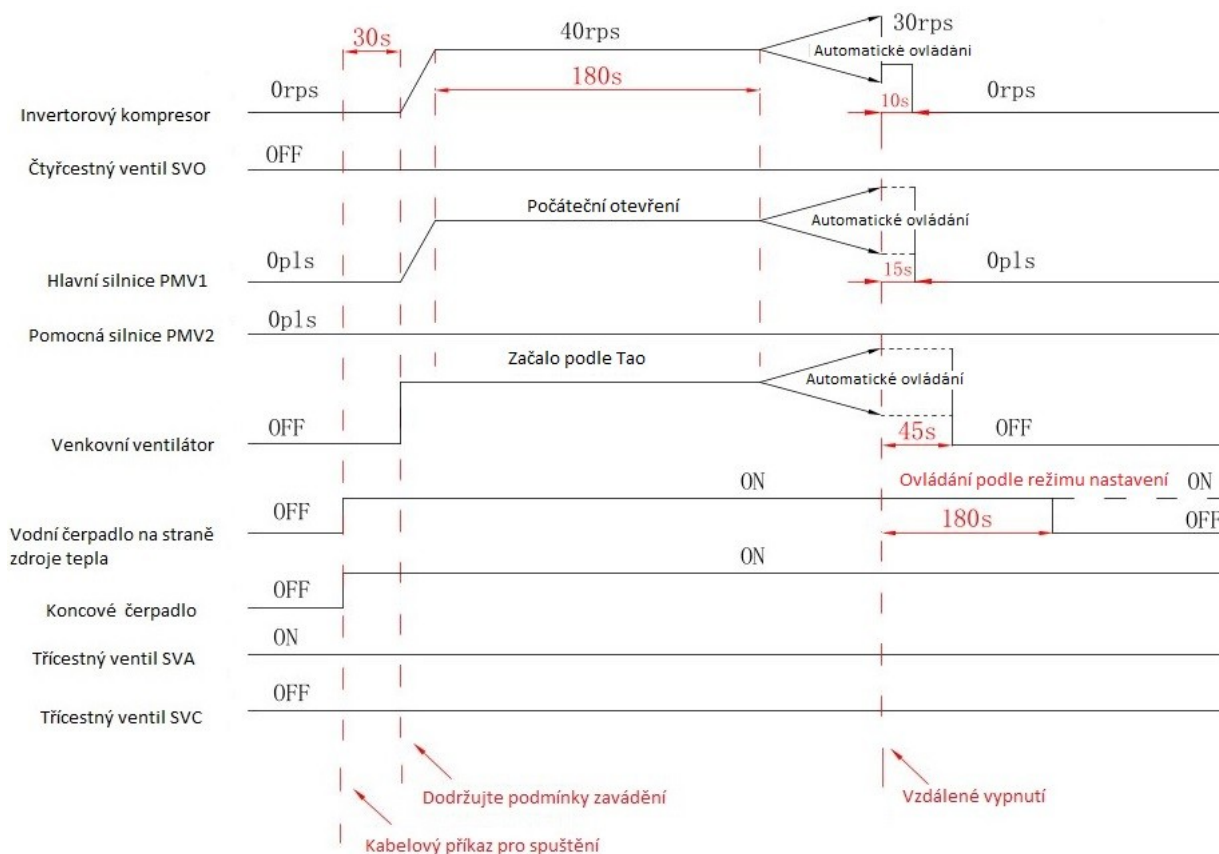 30s
40rps
30rps
Automatické ovládání
180s
0rps
10s
0rps
Invertorový kompresor
OFF
Čtyřcestný ventil SVO
Počáteční otevření
Automatické ovládání
0pls
15s
0pls
Hlavní silnice PMV1
0pls
Pomocná silnice PMV2
Začalo podle Tao
Automatické ovládání
OFF
45s
OFF
Venkovní ventilátor
ON
Ovládání podle režimu nastavení
ON
OFF
180s
OFF
Vodní čerpadlo na straně
zdroje tepla
ON
OFF
Koncové čerpadlo
ON
Třícestný ventil SVA
OFF
Třícestný ventil SVC
Dodržujte podmínky zavádění
Vzdálené vypnutí
Kabelový příkaz pro spuštění